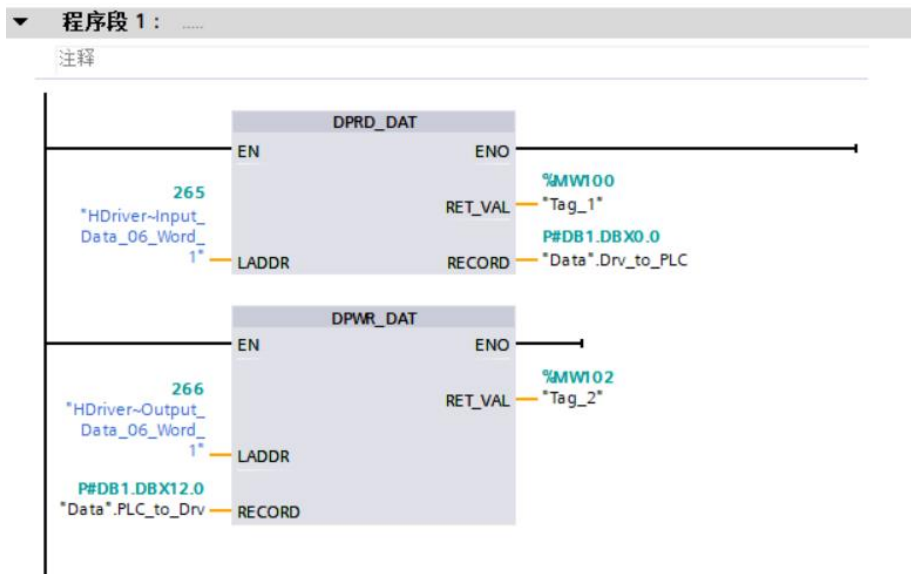 程序段 1： .....
注释
DPRD_DAT
EN
ENO
265
"HDriver~Input_
Data_06_Word_
1"
LADDR
%MW100
RET_VAL
"Tag_1"
P#DB1.DBX0.0
RECORD
"Data".Drv_to_PLC
DPWR_DAT
EN
ENO
266
"HDriver~Output_
Data_06_Word_
1"
LADDR
%MW102
RET_VAL
"Tag_2"
P#DB1.DBX12.0
"Data".PLC_to_Drv
RECORD